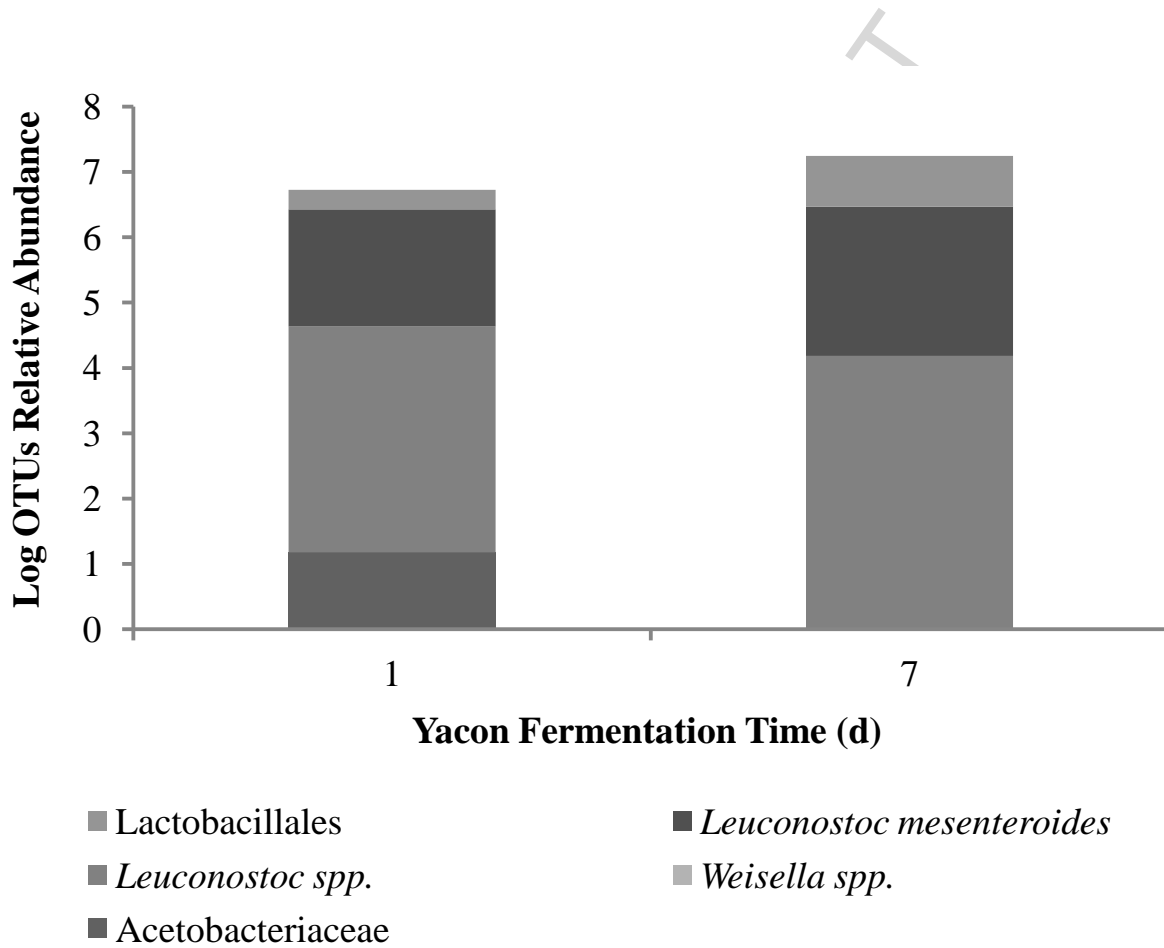 T
8
7
6
5
4
3
2
1
0
Log OTUs Relative Abundance
1
7
Yacon Fermentation Time (d)
Lactobacillales
Leuconostoc mesenteroides
Leuconostoc spp.
Weisella spp.
Acetobacteriaceae